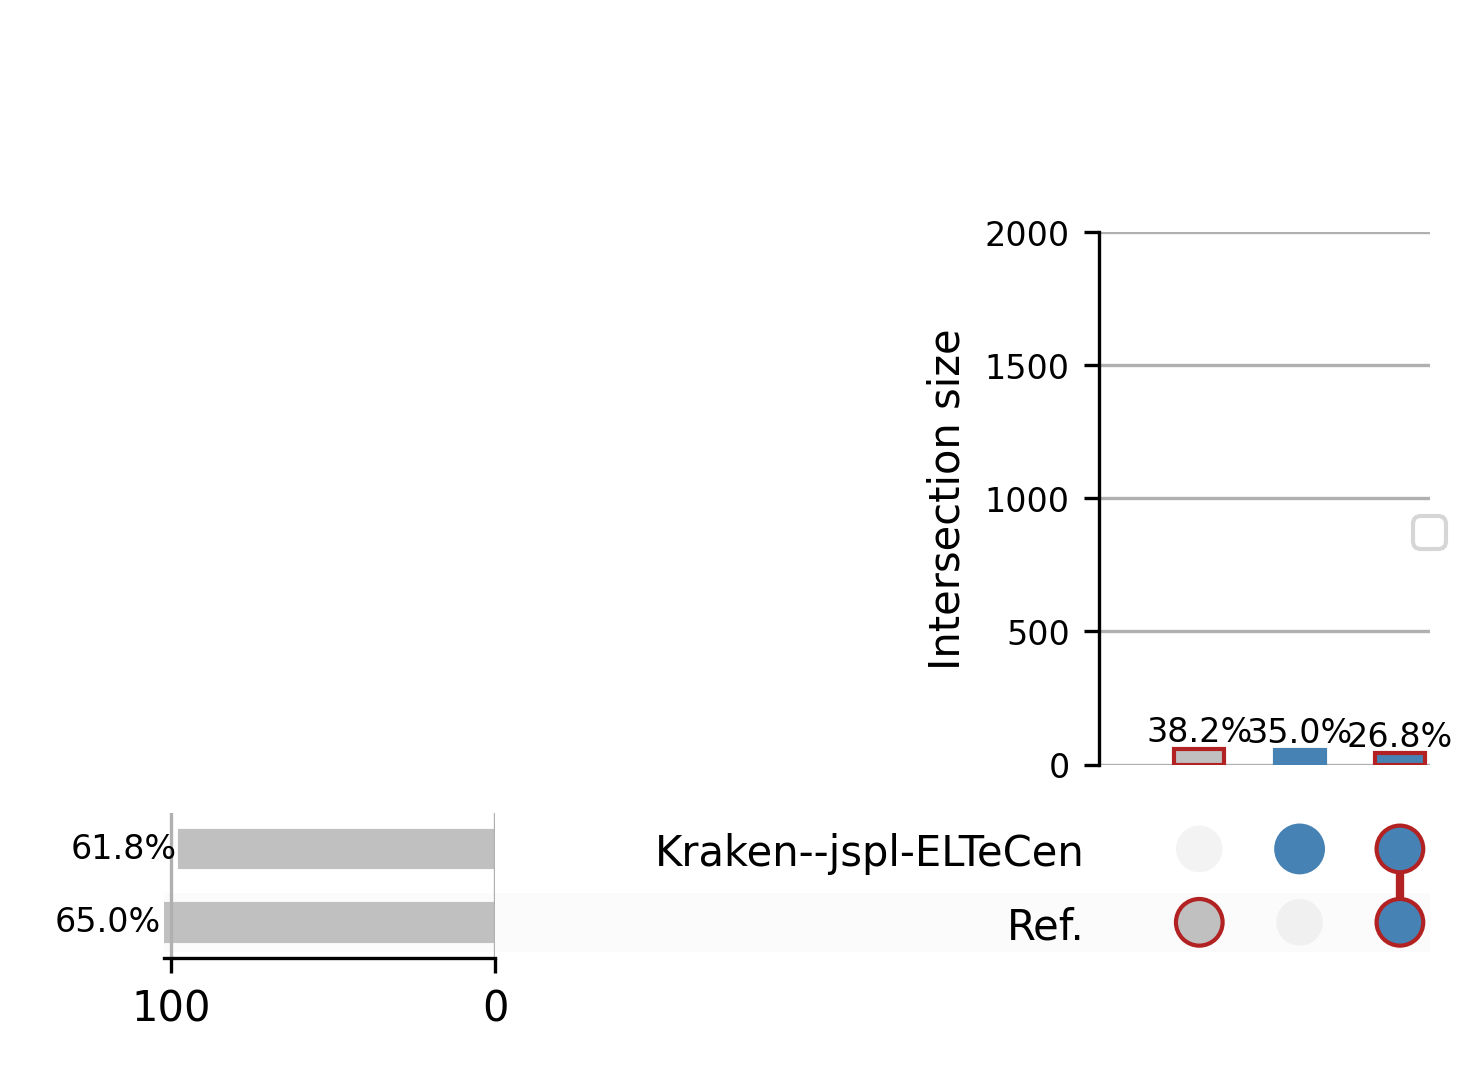 2000
1500
1000
500
0
Intersection size
38.2% 35.0% 26.8%
61.8%
65.0%
Kraken--jspl-ELTeCen
Ref.
100 0